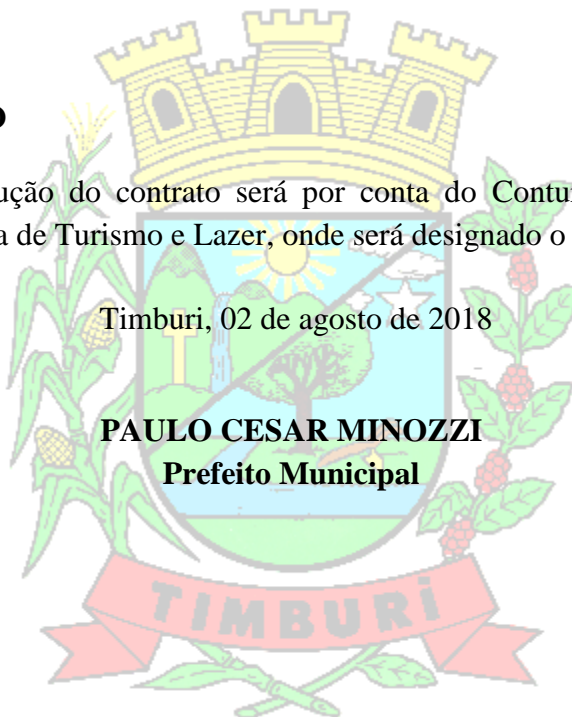 ução do contrato será por conta do Contu
a de Turismo e Lazer, onde será designado o
Timburi, 02 de agosto de 2018
PAULO CESAR MINOZZI
Prefeito Municipal
TIMBURI